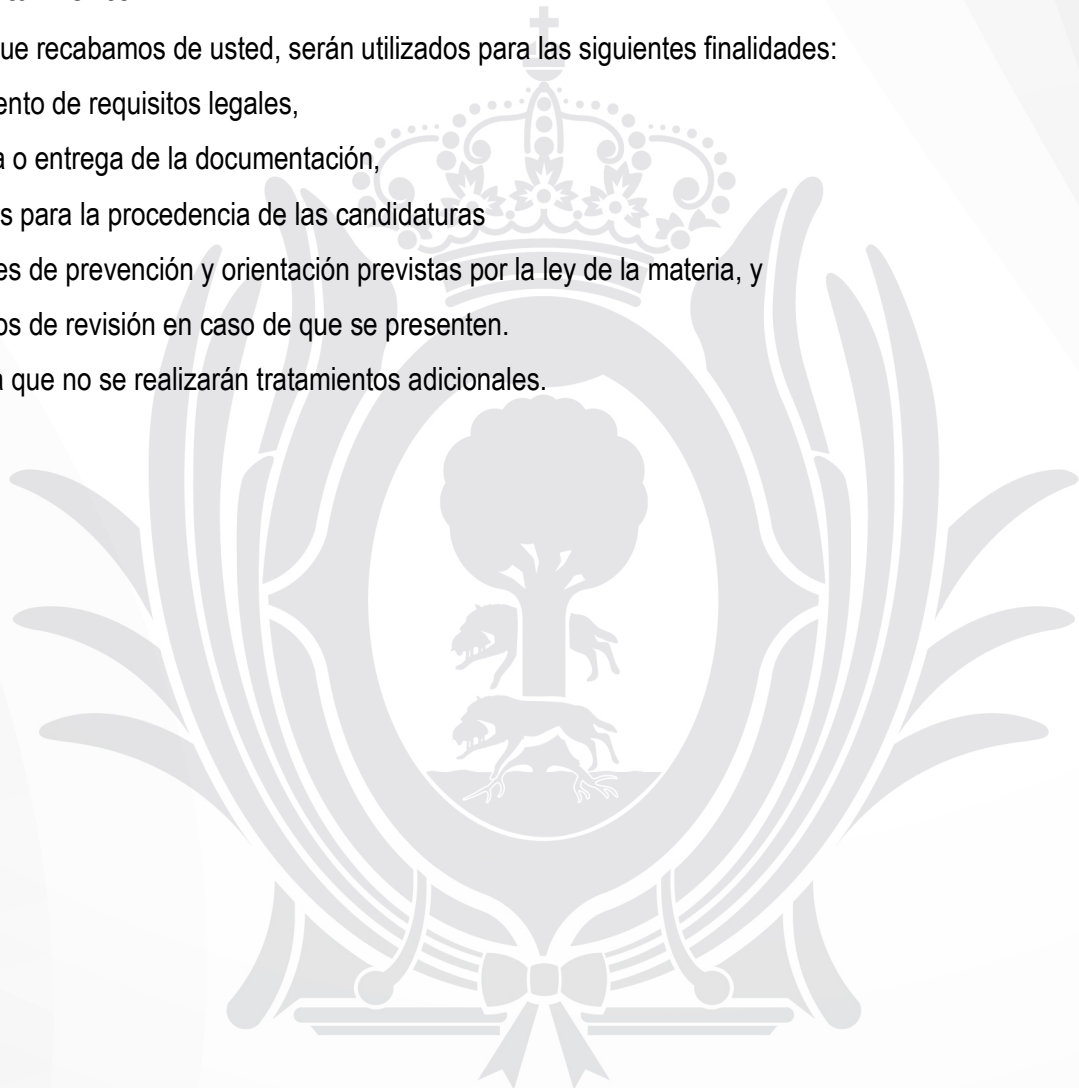 ue recabamos de usted, serán utilizados para las siguientes finalidades:
ento de requisitos legales,
a o entrega de la documentación,
s para la procedencia de las candidaturas
es de prevención y orientación previstas por la ley de la materia, y
os de revisión en caso de que se presenten.
a que no se realizarán tratamientos adicionales.